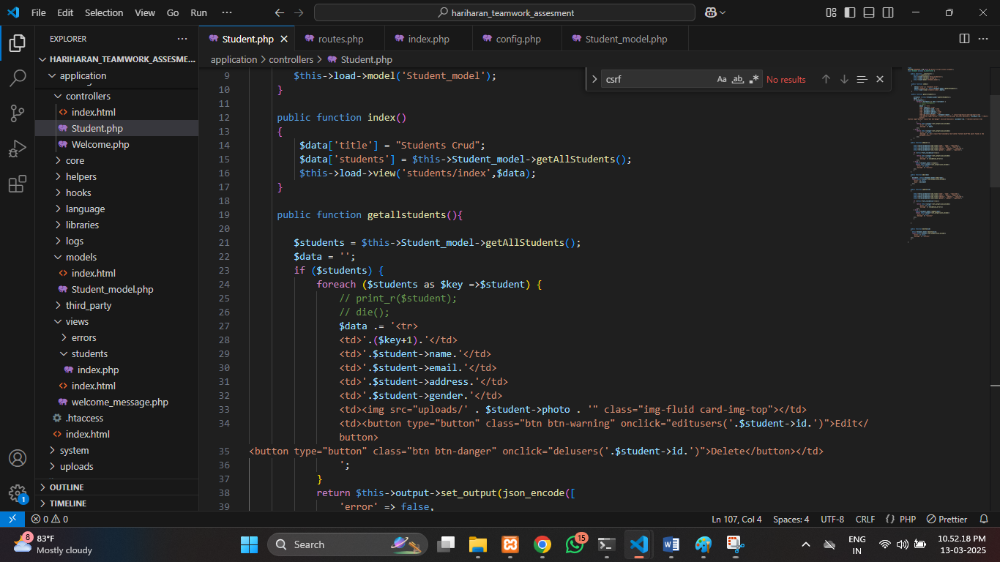 File Edit Selection View Go Run ···
hariharan_teamwork_assesment
EXPLORER ···
HARIHARAN_TEAMWORK_ASSESME...
application
controllers
index.html
Student.php
Welcome.php
core
helpers
hooks
language
libraries
logs
models
index.html
Student_model.php
third_party
views
errors
students
index.php
index.html
welcome_message.php
.htaccess
index.html
system
uploads
OUTLINE
TIMELINE
Student.php routes.php index.php config.php Student_model.php ···
application > controllers > Student.php
csrf Aa ab .* No results
9 $this->load->model('Student_model');
10 }
11
12 public function index()
13 {
14 $data['title'] = "Students Crud";
15 $data['students'] = $this->Student_model->getAllStudents();
16 $this->load->view('students/index',$data);
17 }
18
19 public function getallstudents(){
20
21 $students = $this->Student_model->getAllStudents();
22 $data = '';
23 if ($students) {
24 foreach ($students as $key =>$student) {
25 // print_r($student);
26 // die();
27 $data .= '<tr>
28 <td>'.($key+1).'</td>
29 <td>'.$student->name.'</td>
30 <td>'.$student->email.'</td>
31 <td>'.$student->address.'</td>
32 <td>'.$student->gender.'</td>
33 <td><img src="uploads/' . $student->photo . '" class="img-fluid card-img-top"></td>
34 <td><button type="button" class="btn btn-warning" onclick="editusers('.$student->id.')">Edit</
button>
35 <button type="button" class="btn btn-danger" onclick="delusers('.$student->id.')">Delete</button></td>
36 ';
37 }
38 return $this->output->set_output(json_encode([
39 'error' => false,
1
0 0 Ln 107, Col 4 Spaces: 4 UTF-8 CRLF {} PHP Prettier
8
83°F
Mostly cloudy
Search
15
ENG
IN
10.52.18 PM
13-03-2025